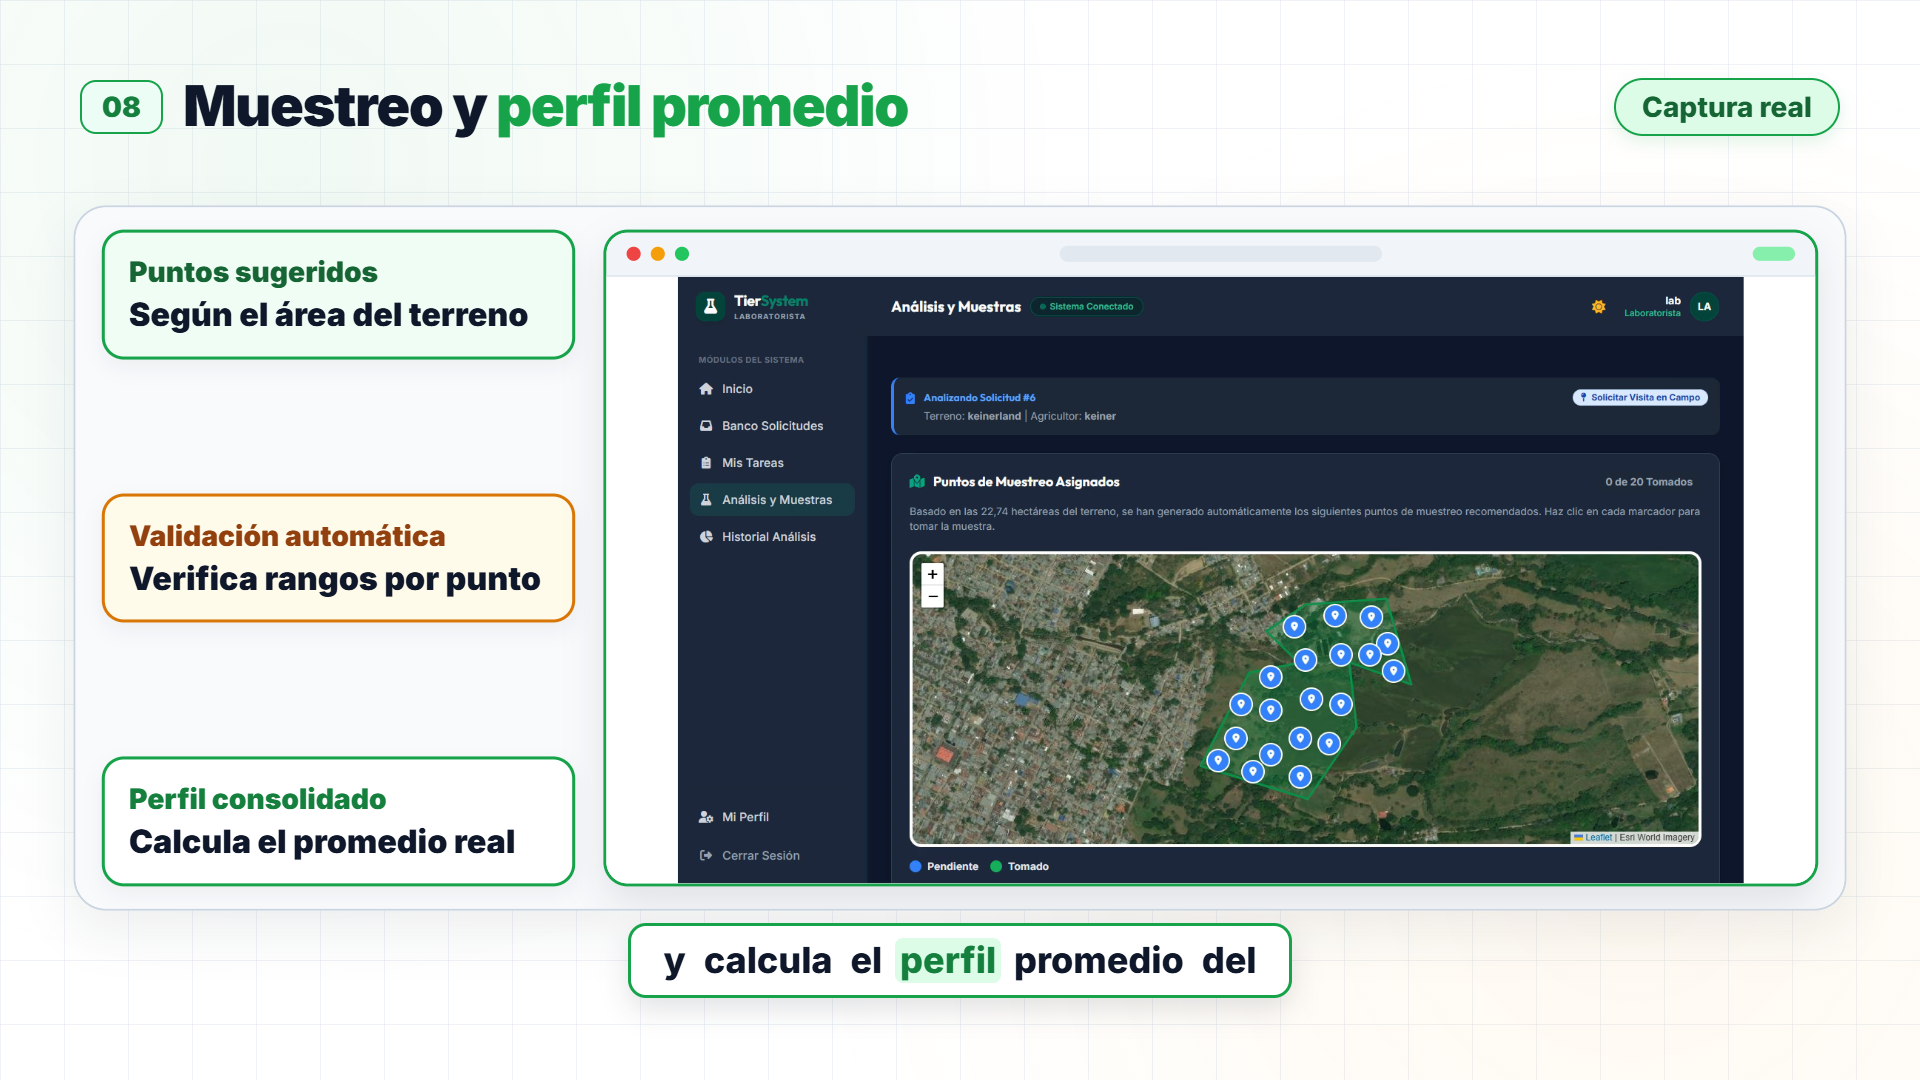 08
Muestreo y perfil promedio
Captura real
Puntos sugeridos
Según el área del terreno
Validación automática
Verifica rangos por punto
Perfil consolidado
Calcula el promedio real
TierSystem
LABORATORISTA
MÓDULOS DEL SISTEMA
Inicio
Banco Solicitudes
Mis Tareas
Análisis y Muestras
Historial Análisis
Mi Perfil
Cerrar Sesión
Análisis y Muestras
Sistema Conectado
lab
Laboratorista
LA
Analizando Solicitud #6
Terreno: keinerland | Agricultor: keiner
Solicitar Visita en Campo
Puntos de Muestreo Asignados
0 de 20 Tomados
Basado en las 22,74 hectáreas del terreno, se han generado automáticamente los siguientes puntos de muestreo recomendados. Haz clic en cada marcador para
tomar la muestra.
+
−
Leaflet | Esri World Imagery
Pendiente
Tomado
y calcula el perfil promedio del